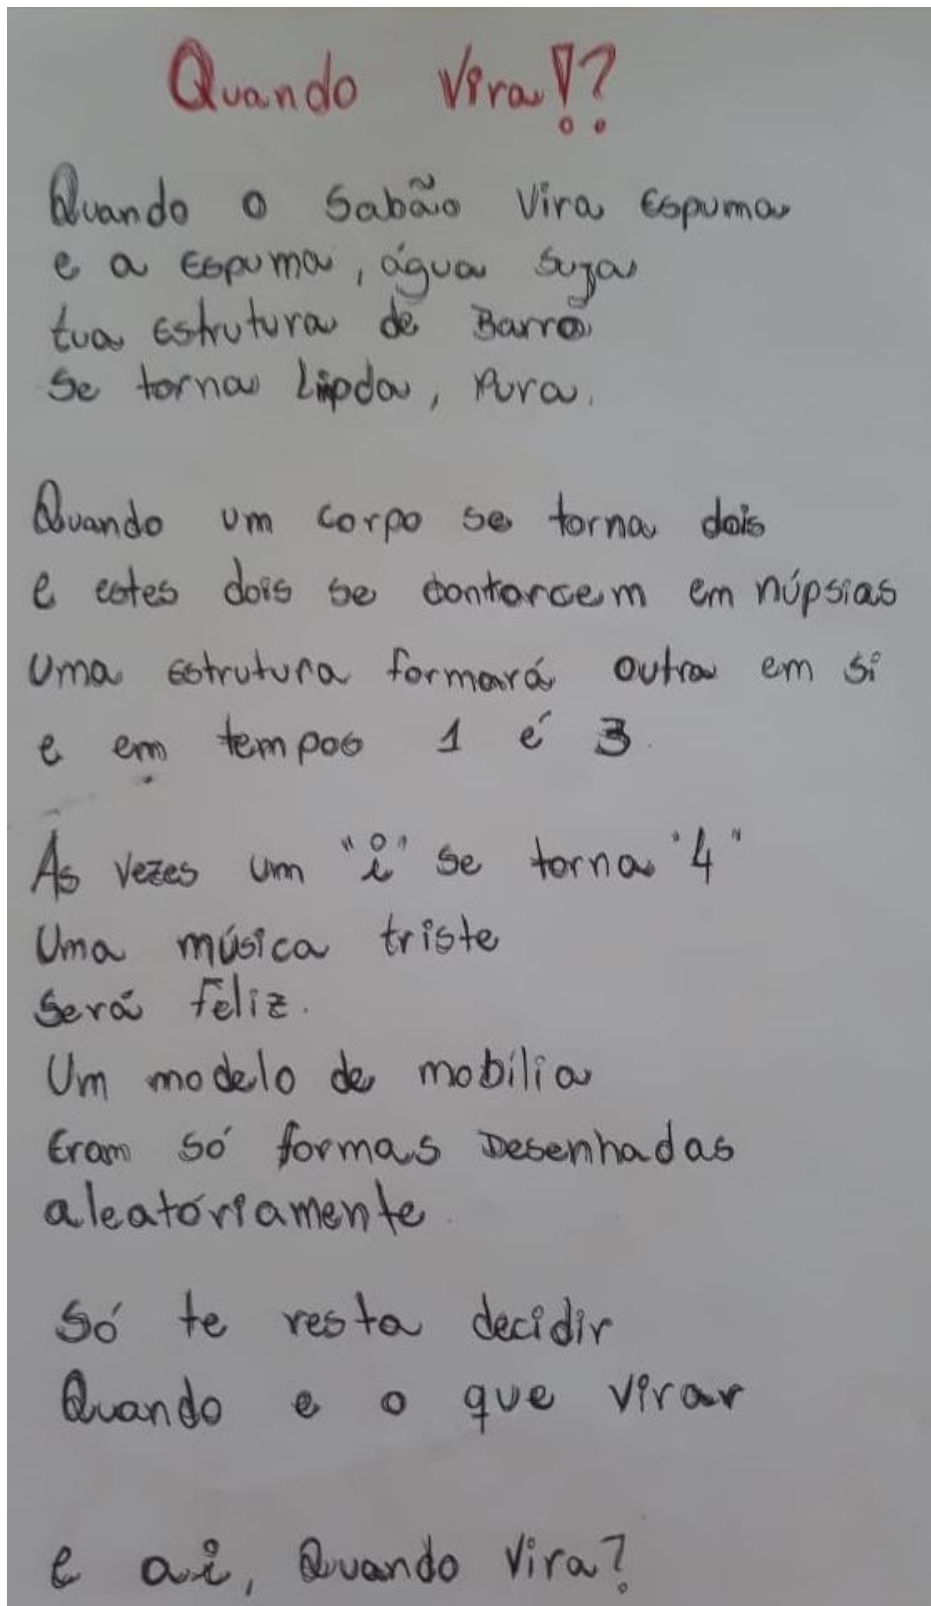 Quando Vira!?
Quando o Sabão Vira Espuma
e a Espuma, água suja
tua Estrutura de Barro
Se torna Limpda, Pura.
Quando um corpo se torna dois
e estes dois se contorcem em núpsias
Uma estrutura formará outra em si
e em tempos 1 é 3.
As vezes um "i" se torna "4"
Uma música triste
Será feliz.
Um modelo de mobília
Eram só formas Desenhadas
aleatóriamente.
Só te resta decidir
Quando e o que virar
e ai, Quando Vira?